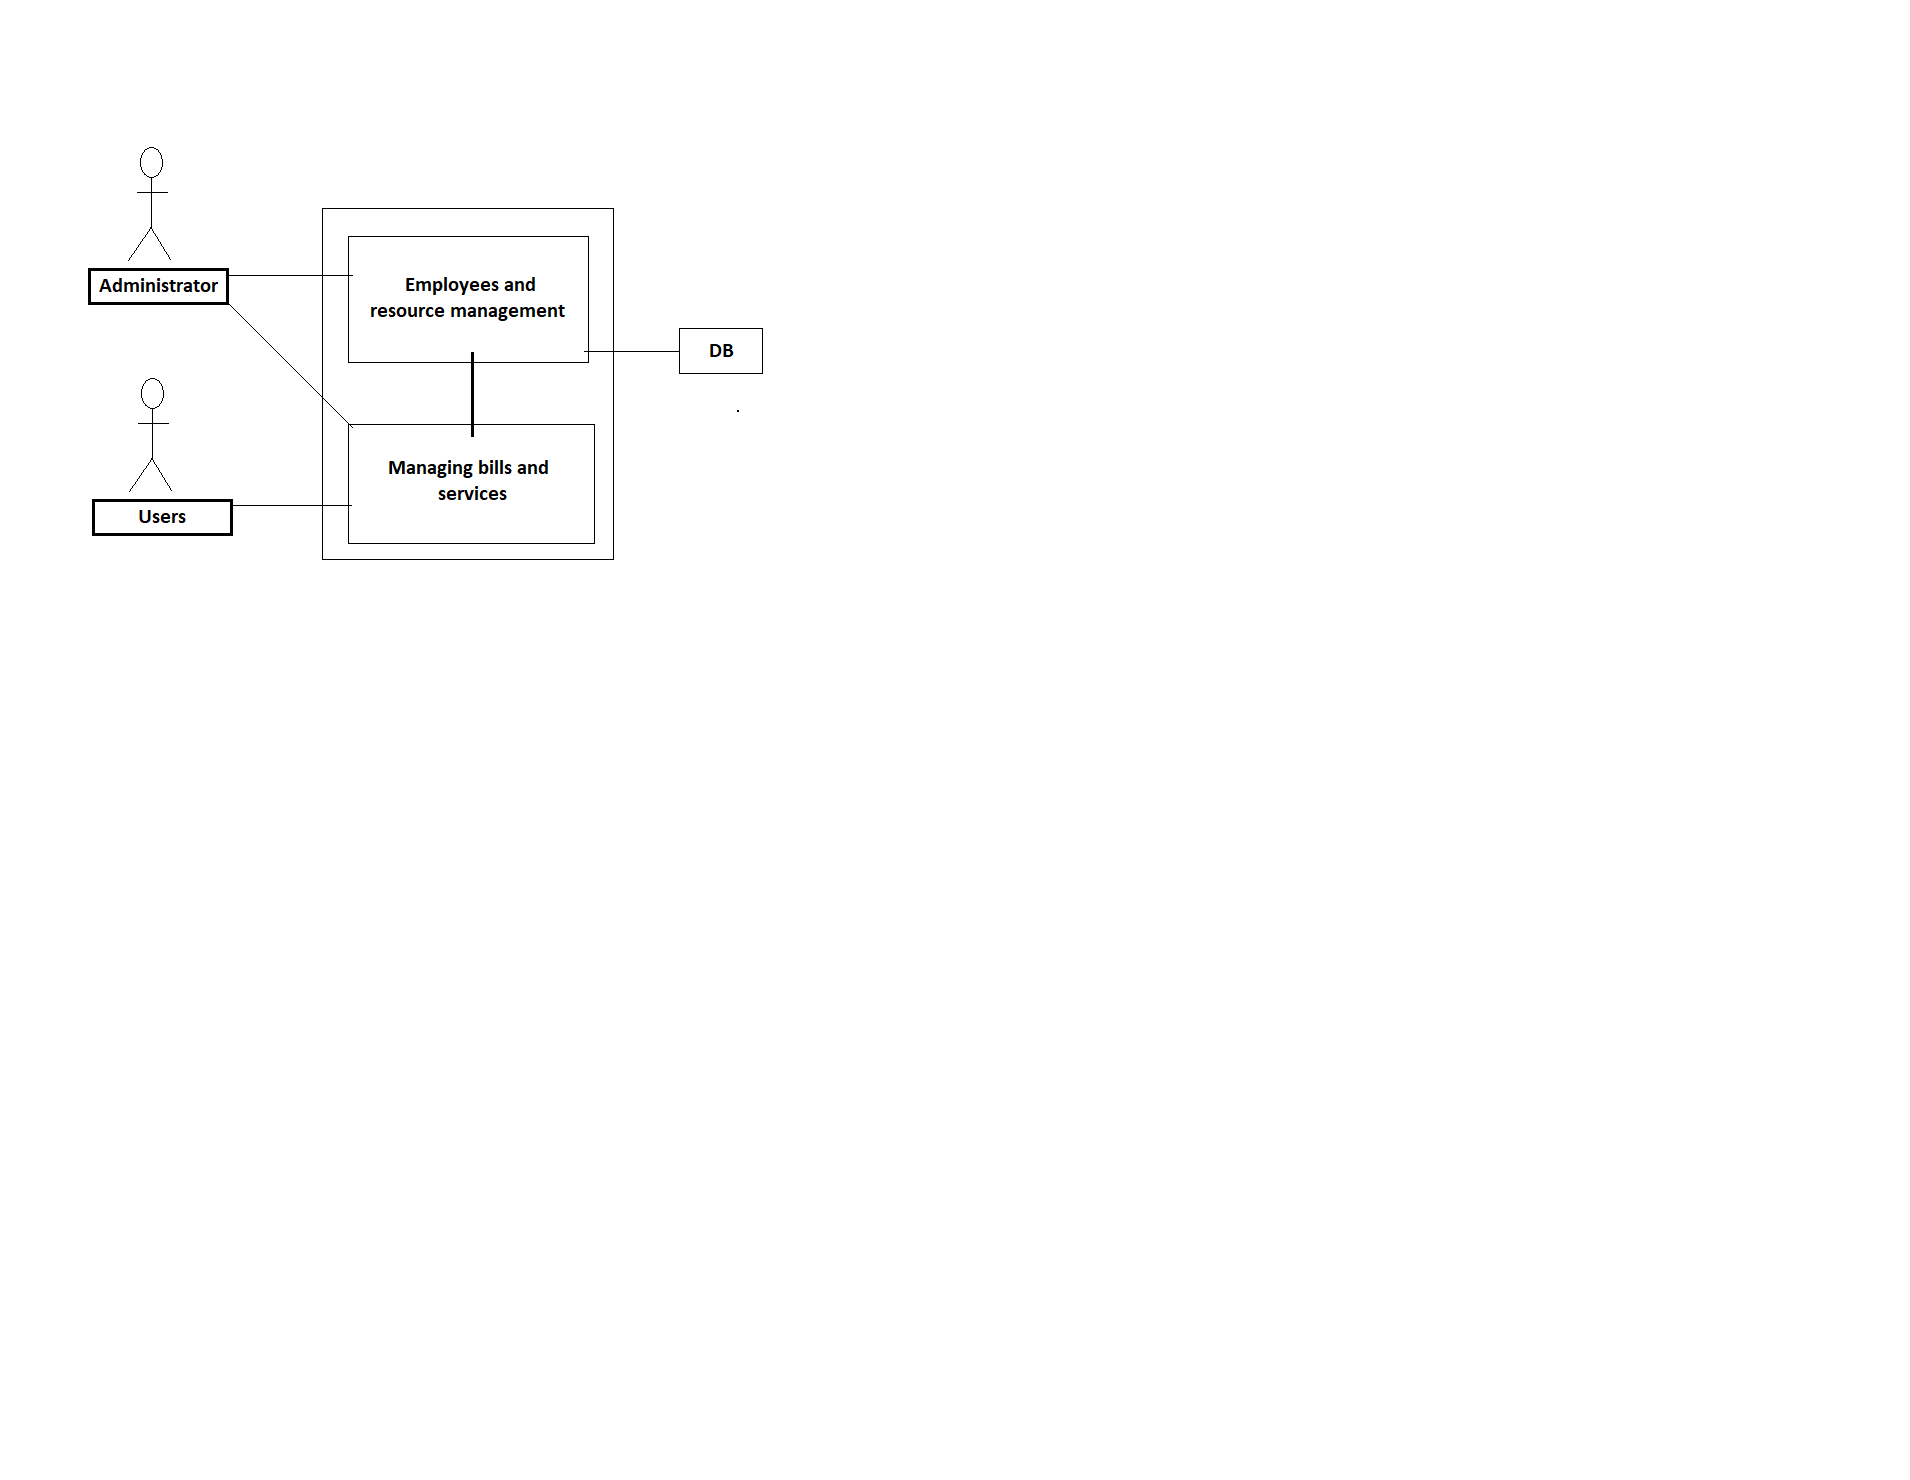 Administrator
Employees and
resource management
DB
Managing bills and
services
Users